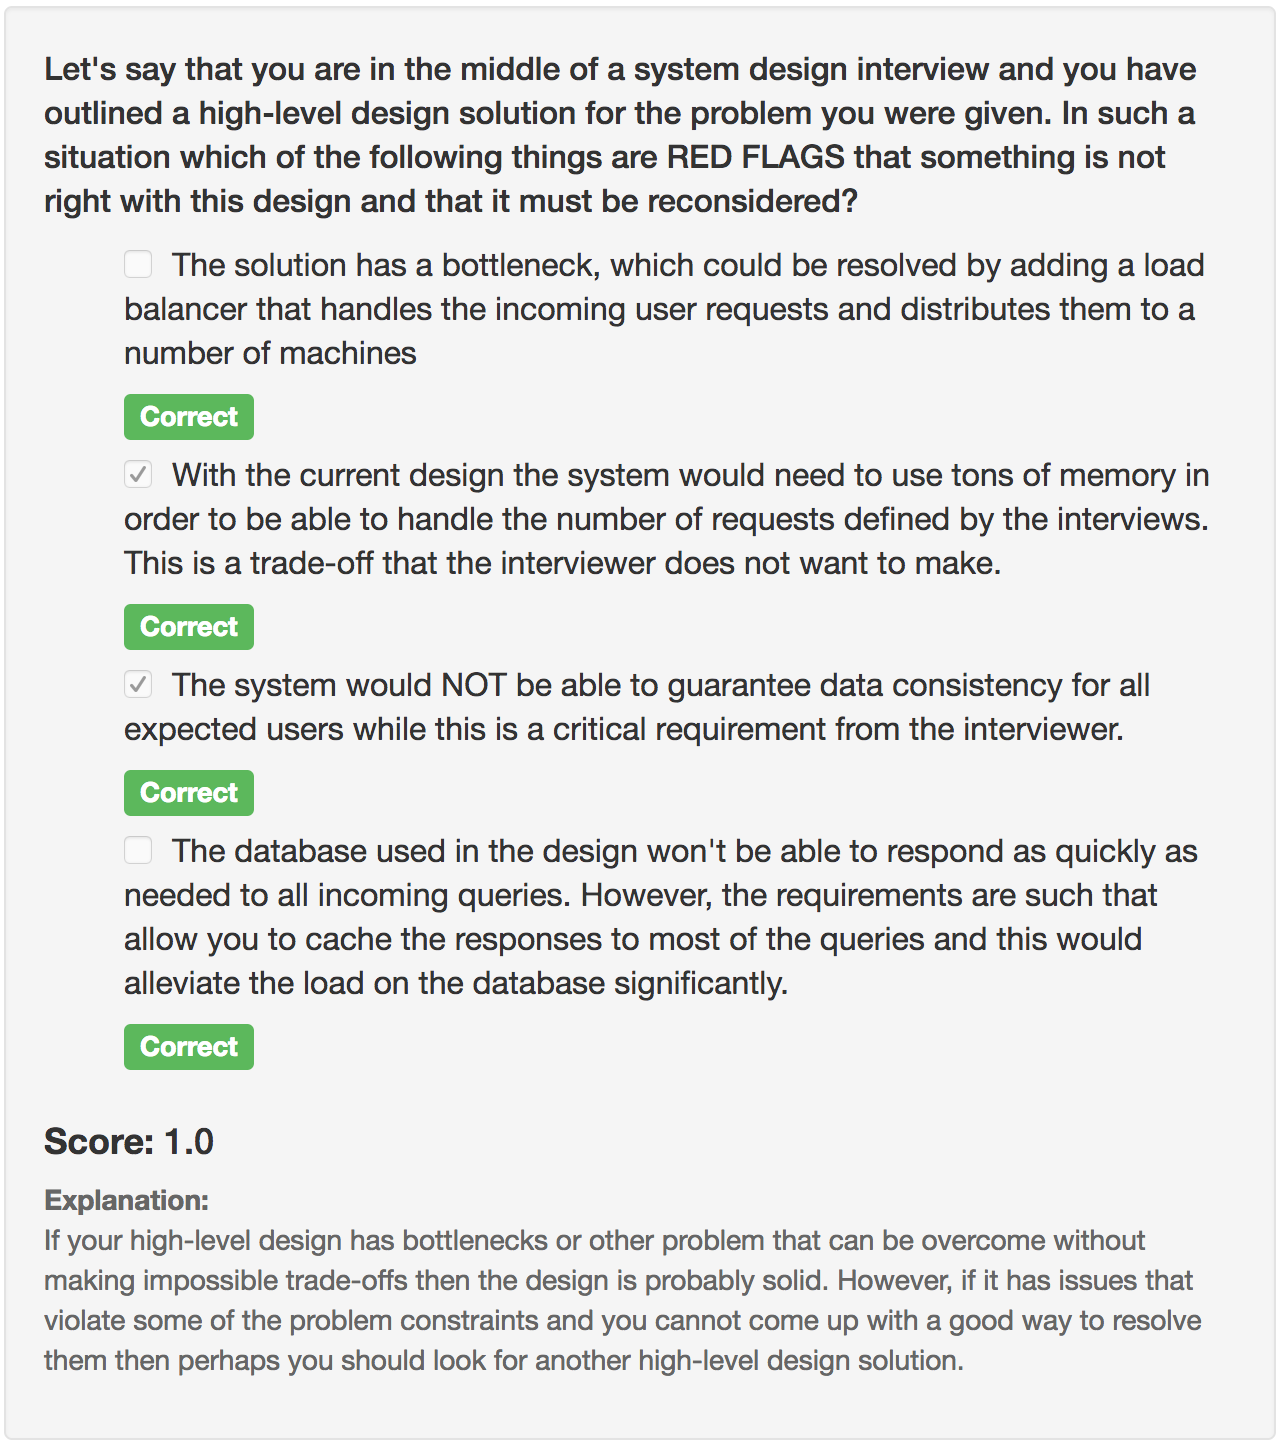 Let's say that you are in the middle of a system design interview and you have
outlined a high-level design solution for the problem you were given. In such a
situation which of the following things are RED FLAGS that something is not
right with this design and that it must be reconsidered?
The solution has a bottleneck, which could be resolved by adding a load
balancer that handles the incoming user requests and distributes them to a
number of machines
Correct
With the current design the system would need to use tons of memory in
order to be able to handle the number of requests defined by the interviews.
This is a trade-off that the interviewer does not want to make.
Correct
The system would NOT be able to guarantee data consistency for all
expected users while this is a critical requirement from the interviewer.
Correct
The database used in the design won't be able to respond as quickly as
needed to all incoming queries. However, the requirements are such that
allow you to cache the responses to most of the queries and this would
alleviate the load on the database significantly.
Correct
Score: 1.0
Explanation:
If your high-level design has bottlenecks or other problem that can be overcome without
making impossible trade-offs then the design is probably solid. However, if it has issues that
violate some of the problem constraints and you cannot come up with a good way to resolve
them then perhaps you should look for another high-level design solution.